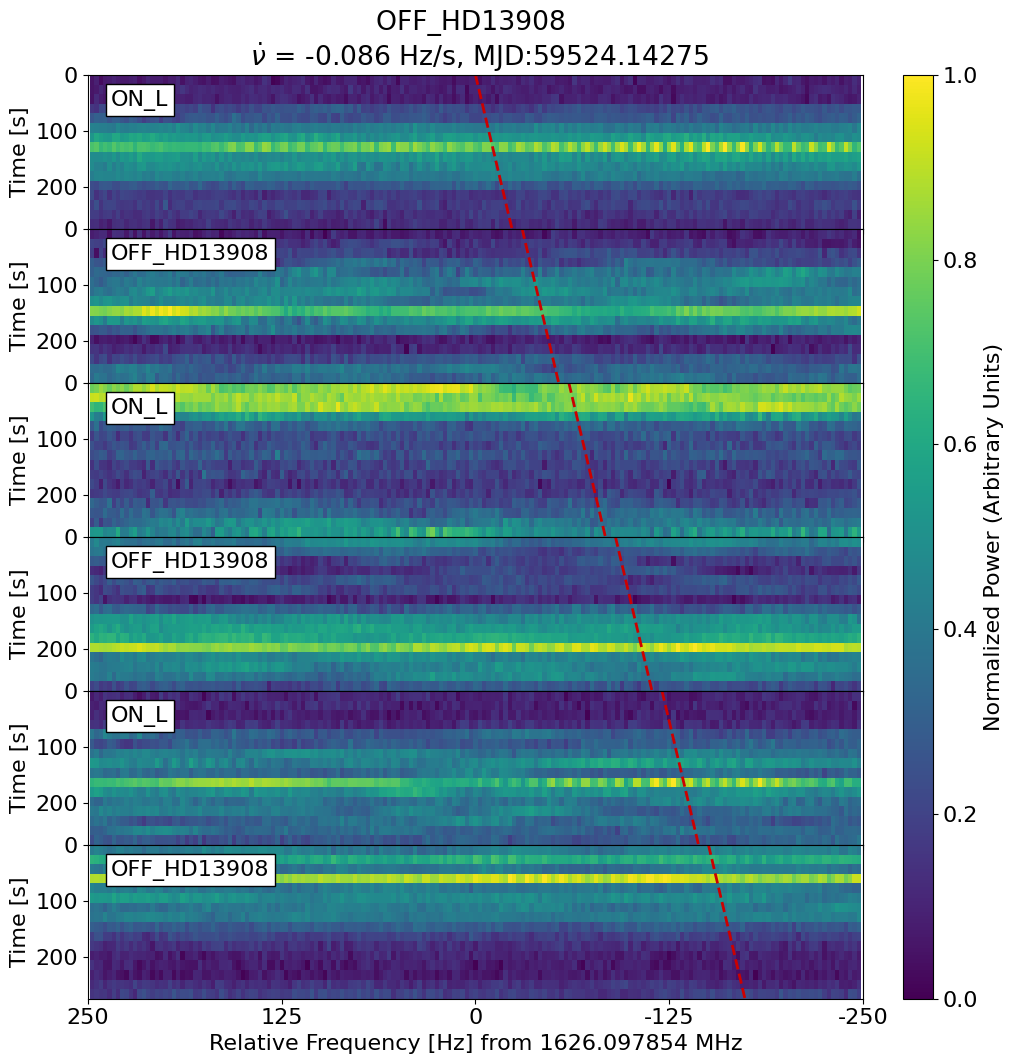 OFF_HD13908
ν̇ = -0.086 Hz/s, MJD:59524.14275
0
ON_L
100
200
Time [s]
0
OFF_HD13908
100
200
Time [s]
0
ON_L
100
200
Time [s]
0
OFF_HD13908
100
200
Time [s]
0
ON_L
100
200
Time [s]
0
OFF_HD13908
100
200
Time [s]
250 125 0 -125 -250
Relative Frequency [Hz] from 1626.097854 MHz
1.0
0.8
0.6
0.4
0.2
0.0
Normalized Power (Arbitrary Units)